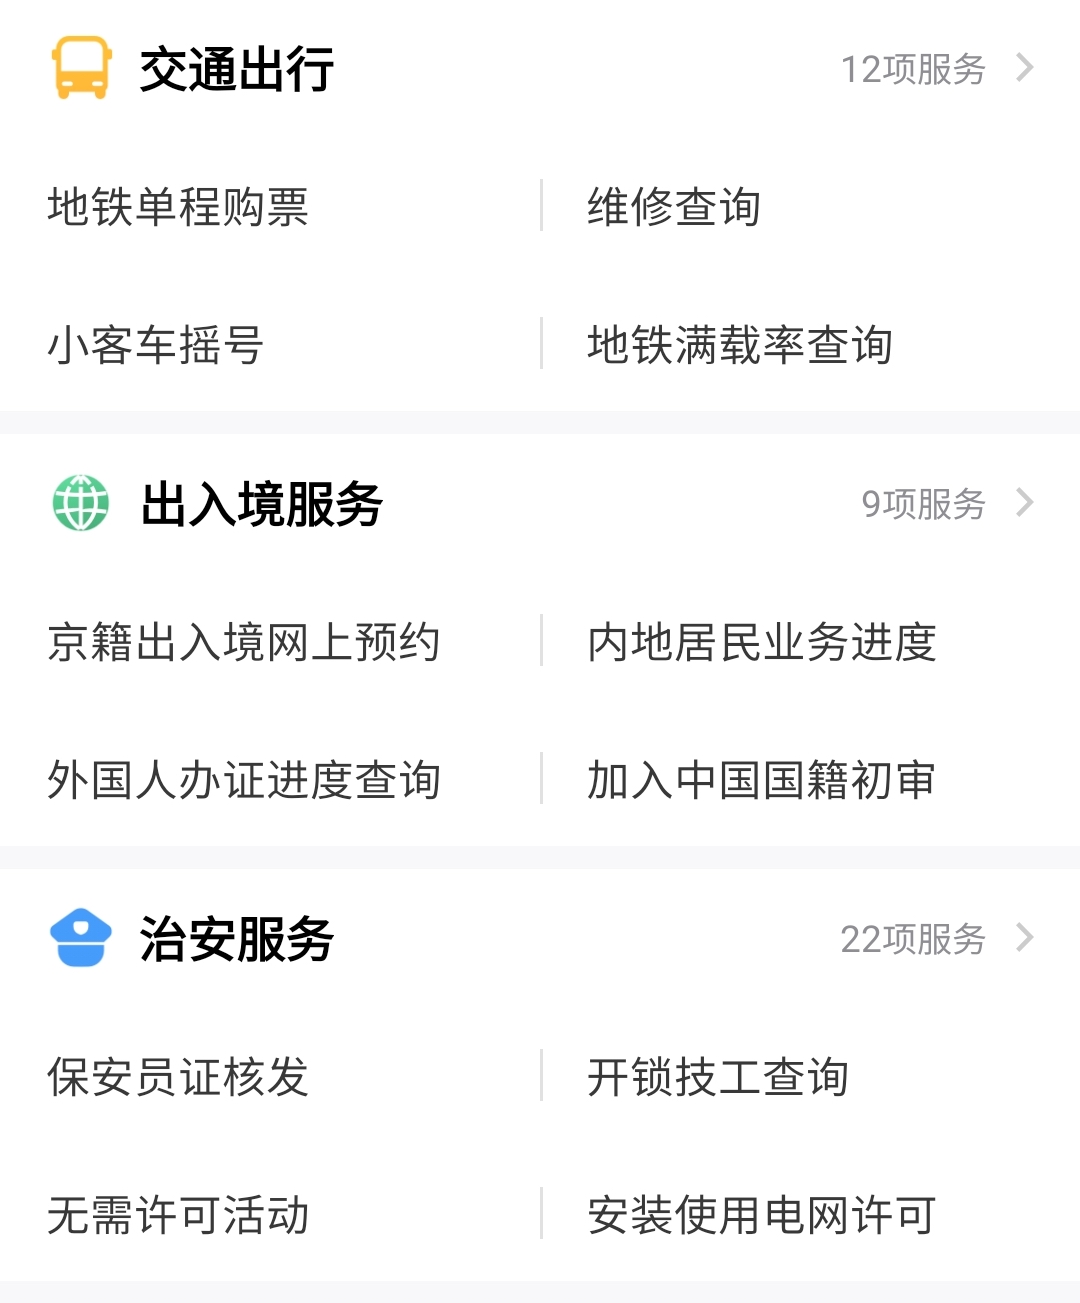 交通出行 12项服务
地铁单程购票 维修查询
小客车摇号 地铁满载率查询
出入境服务 9项服务
京籍出入境网上预约 内地居民业务进度
外国人办证进度查询 加入中国国籍初审
治安服务 22项服务
保安员证核发 开锁技工查询
无需许可活动 安装使用电网许可